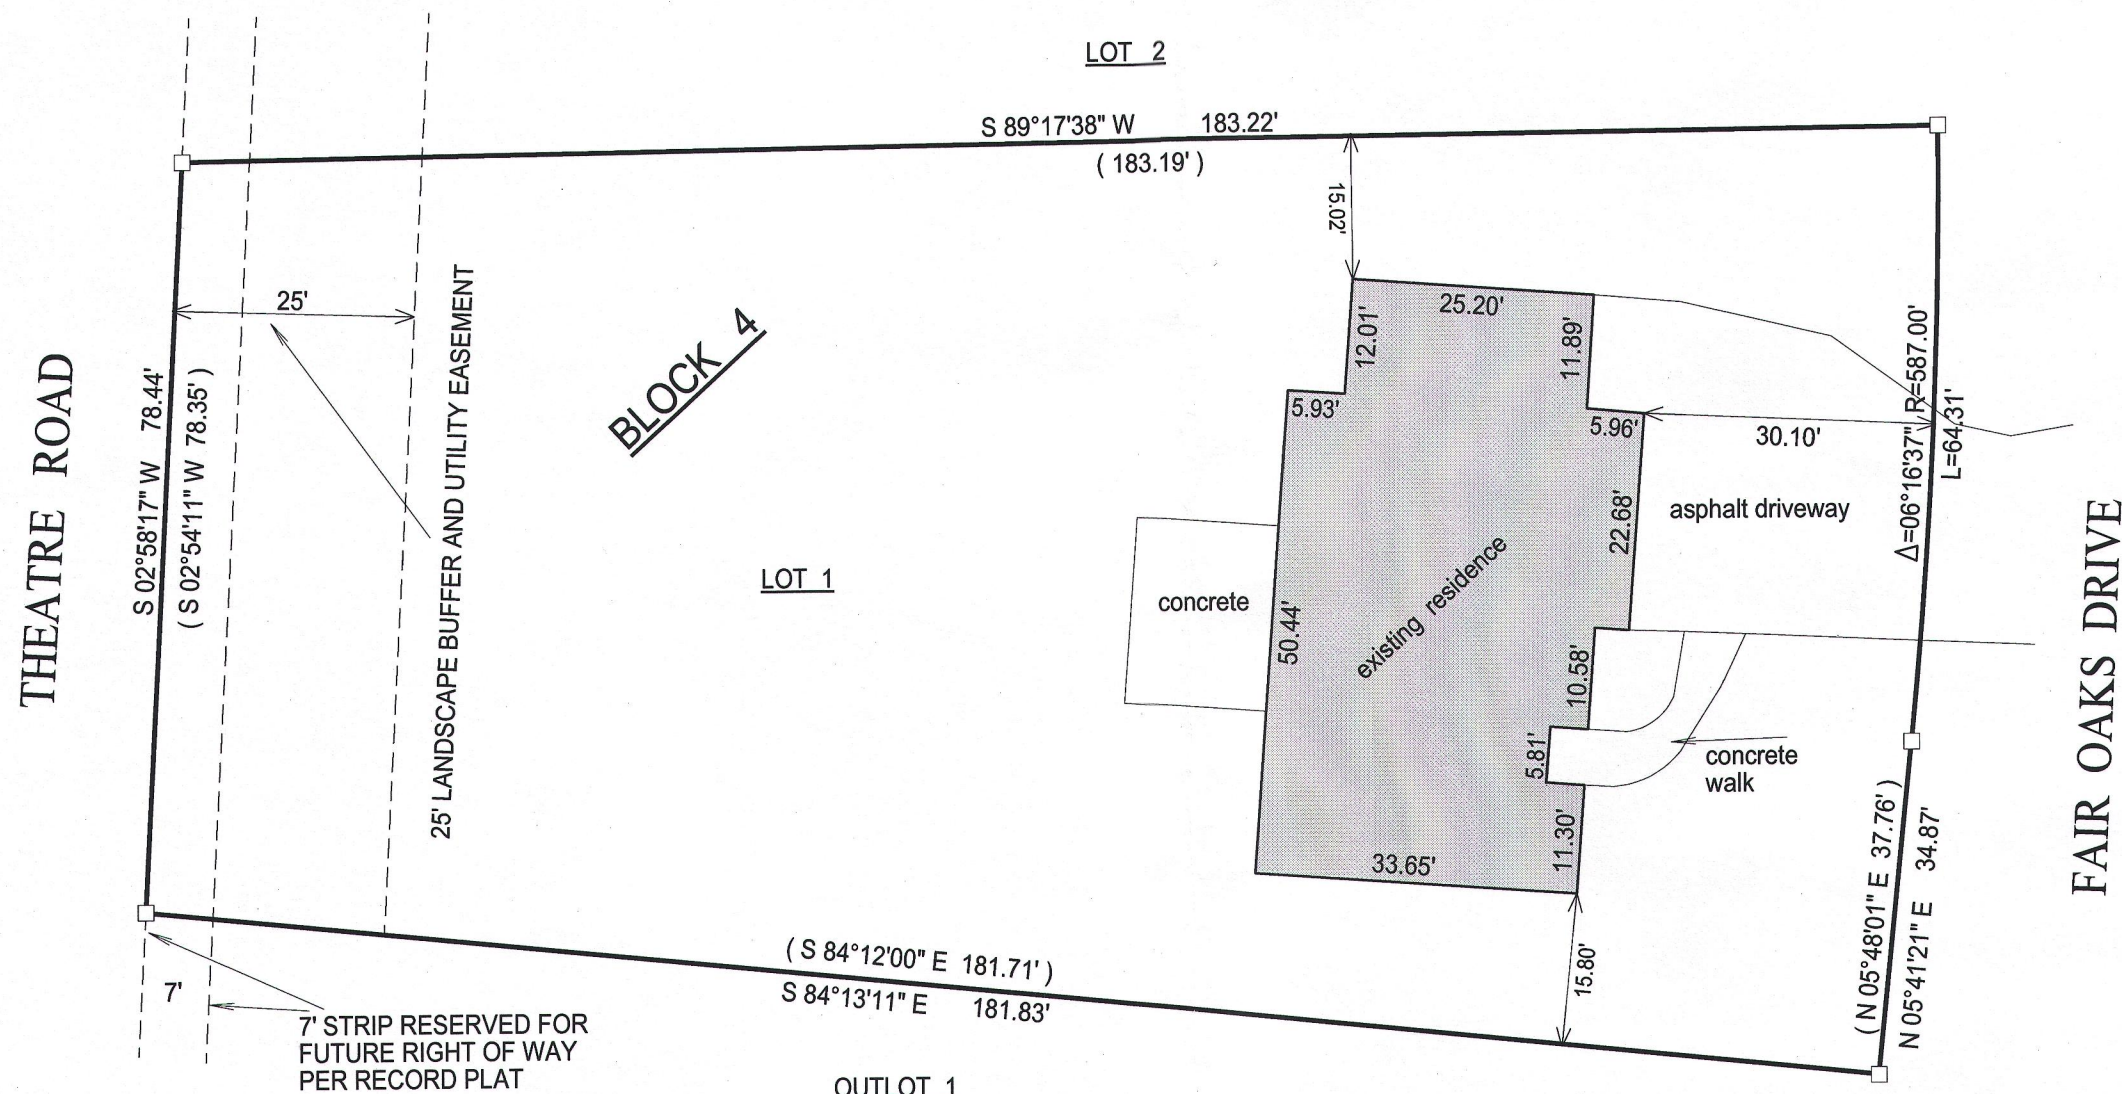 LOT 2
S 89°17'38" W 183.22'
( 183.19' )
15.02'
25'
25.20'
12.01'
11.89'
5.93'
5.96'
30.10'
R=587.00'
Δ=06°16'37"
L=64.31'
BLOCK 4
THEATRE ROAD
S 02°58'17" W 78.44'
( S 02°54'11" W 78.35' )
25' LANDSCAPE BUFFER AND UTILITY EASEMENT
LOT 1
concrete
50.44'
existing residence
22.68'
asphalt driveway
10.58'
5.81'
concrete
walk
11.30'
33.65'
15.80'
FAIR OAKS DRIVE
( N 05°48'01" E 37.76' )
N 05°41'21" E 34.87'
( S 84°12'00" E 181.71' )
S 84°13'11" E 181.83'
7'
7' STRIP RESERVED FOR
FUTURE RIGHT OF WAY
PER RECORD PLAT
OUTLOT 1